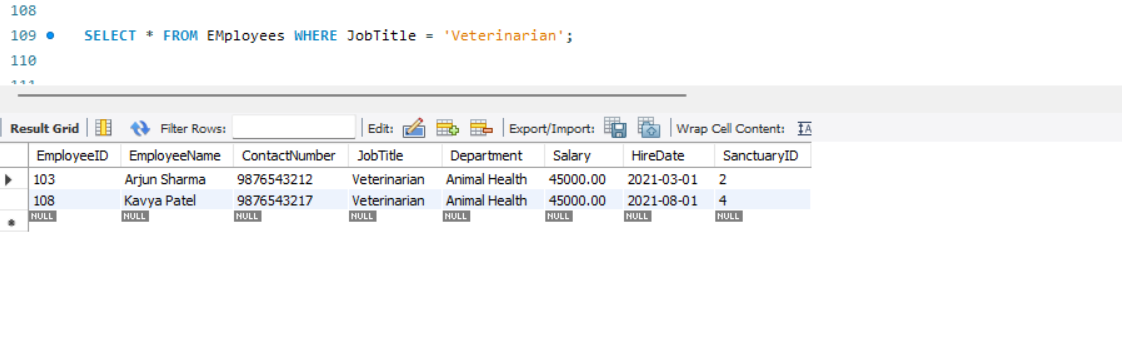 108
109 SELECT * FROM EMployees WHERE JobTitle = 'Veterinarian';
110
111
Result Grid Filter Rows: Edit: Export/Import: Wrap Cell Content: IA
EmployeeID EmployeeName ContactNumber JobTitle Department Salary HireDate SanctuaryID
103 Arjun Sharma 9876543212 Veterinarian Animal Health 45000.00 2021-03-01 2
108 Kavya Patel 9876543217 Veterinarian Animal Health 45000.00 2021-08-01 4
NULL NULL NULL NULL NULL NULL NULL NULL